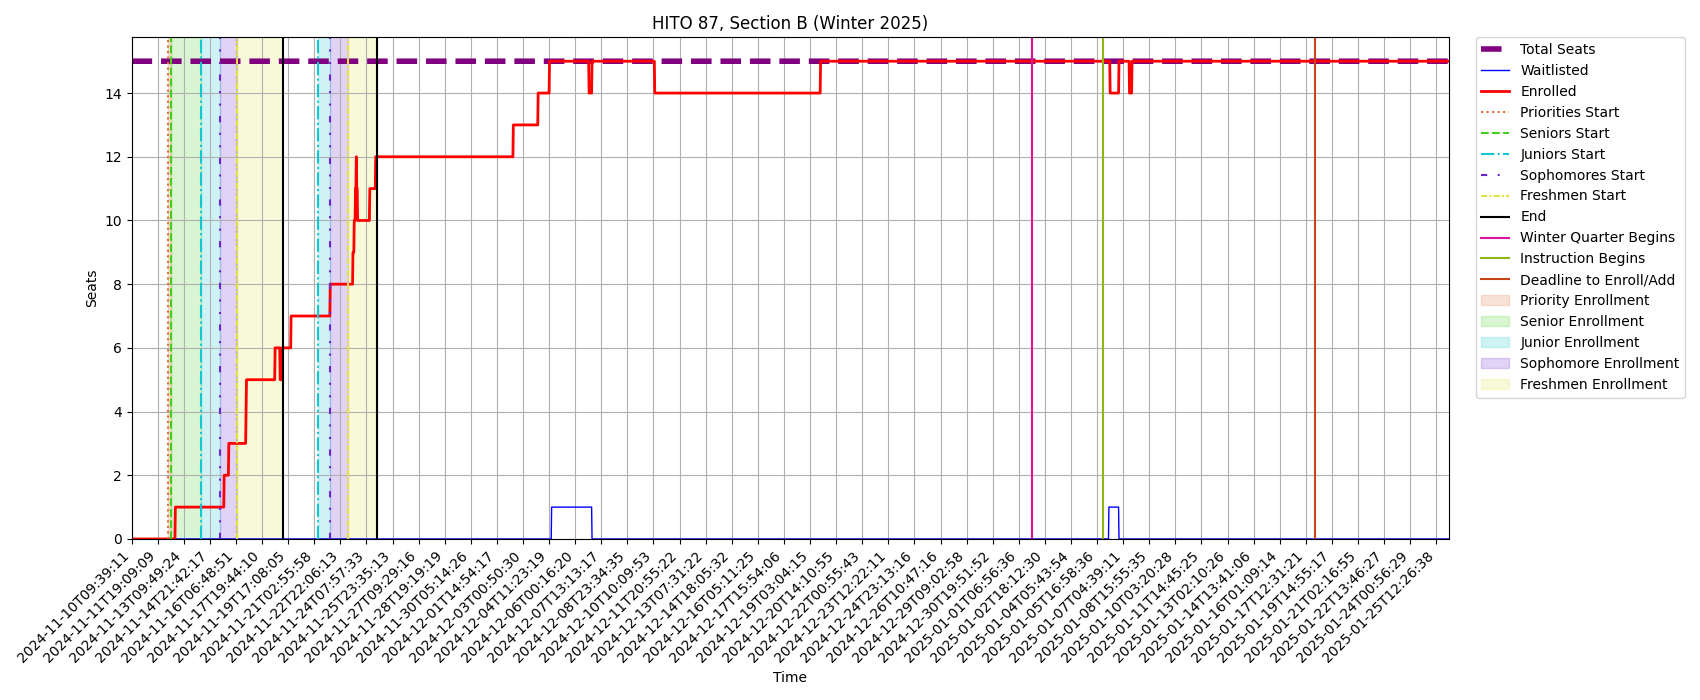 HITO 87, Section B (Winter 2025)
Seats
14
12
10
8
6
4
2
0
2024-11-10T09:39:11
2024-11-11T19:09:09
2024-11-13T09:49:24
2024-11-14T21:42:17
2024-11-16T06:48:51
2024-11-17T19:44:10
2024-11-19T17:08:05
2024-11-21T02:55:58
2024-11-22T22:06:13
2024-11-24T07:57:33
2024-11-25T23:35:13
2024-11-27T09:29:16
2024-11-28T19:19:19
2024-11-30T05:14:26
2024-12-01T14:54:17
2024-12-03T00:50:30
2024-12-04T11:23:19
2024-12-06T00:16:20
2024-12-07T13:13:17
2024-12-08T23:34:35
2024-12-10T10:09:53
2024-12-11T20:55:22
2024-12-13T07:31:22
2024-12-14T18:05:32
2024-12-16T05:11:25
2024-12-17T15:54:06
2024-12-19T03:04:15
2024-12-20T14:10:55
2024-12-22T00:55:43
2024-12-23T12:22:11
2024-12-24T23:13:16
2024-12-26T10:47:16
2024-12-29T09:02:58
2024-12-30T19:51:52
2025-01-01T06:56:36
2025-01-02T18:12:30
2025-01-04T05:43:54
2025-01-05T16:58:36
2025-01-07T04:39:11
2025-01-08T15:55:35
2025-01-10T03:20:28
2025-01-11T14:45:25
2025-01-13T02:10:26
2025-01-14T13:41:06
2025-01-16T01:09:14
2025-01-17T12:31:21
2025-01-19T14:55:17
2025-01-21T02:16:55
2025-01-22T13:46:27
2025-01-24T00:56:29
2025-01-25T12:26:38
Time
Total Seats
Waitlisted
Enrolled
Priorities Start
Seniors Start
Juniors Start
Sophomores Start
Freshmen Start
End
Winter Quarter Begins
Instruction Begins
Deadline to Enroll/Add
Priority Enrollment
Senior Enrollment
Junior Enrollment
Sophomore Enrollment
Freshmen Enrollment